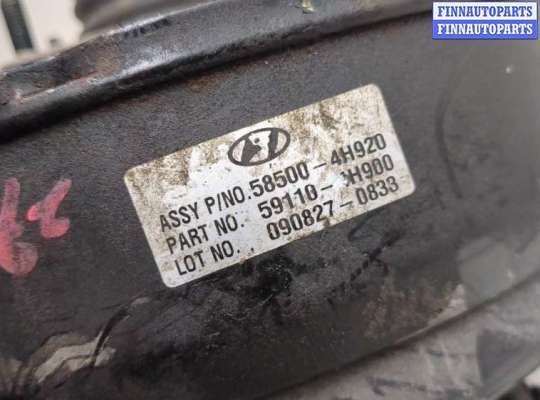 FINNAUTOPARTS
FINNAUTOPARTS
ASSY P/NO. 58500-4H920
PART NO. 59110-
LOT NO. 090827-0833